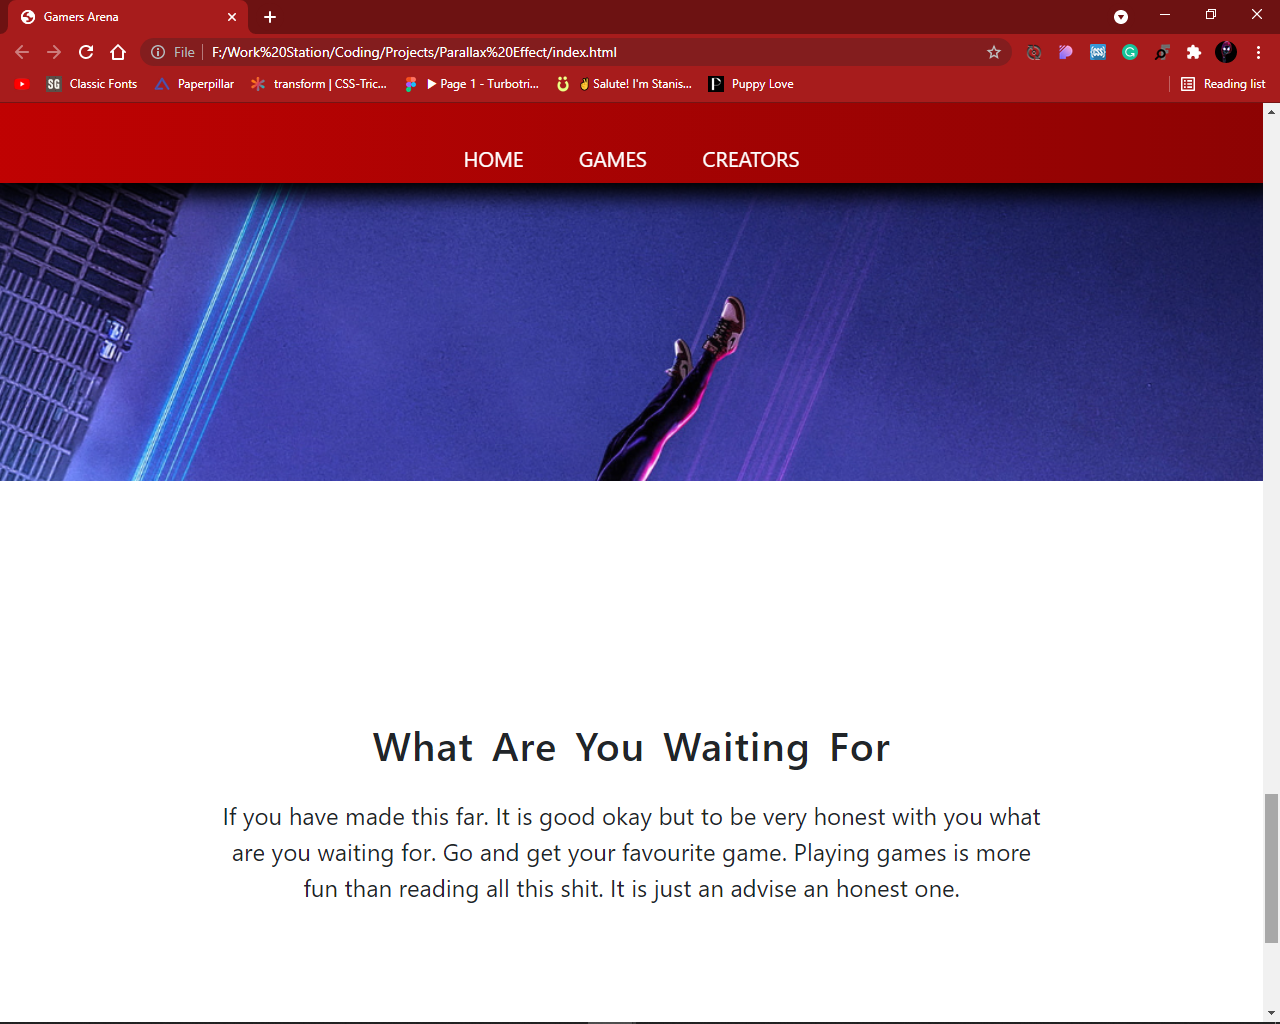 Gamers Arena
File F:/Work%20Station/Coding/Projects/Parallax%20Effect/index.html
SG Classic Fonts Paperpillar transform | CSS-Tric... ▶ Page 1 - Turbotri... ✌ Salute! I'm Stanis... P Puppy Love Reading list
HOME GAMES CREATORS
What Are You Waiting For
If you have made this far. It is good okay but to be very honest with you what
are you waiting for. Go and get your favourite game. Playing games is more
fun than reading all this shit. It is just an advise an honest one.